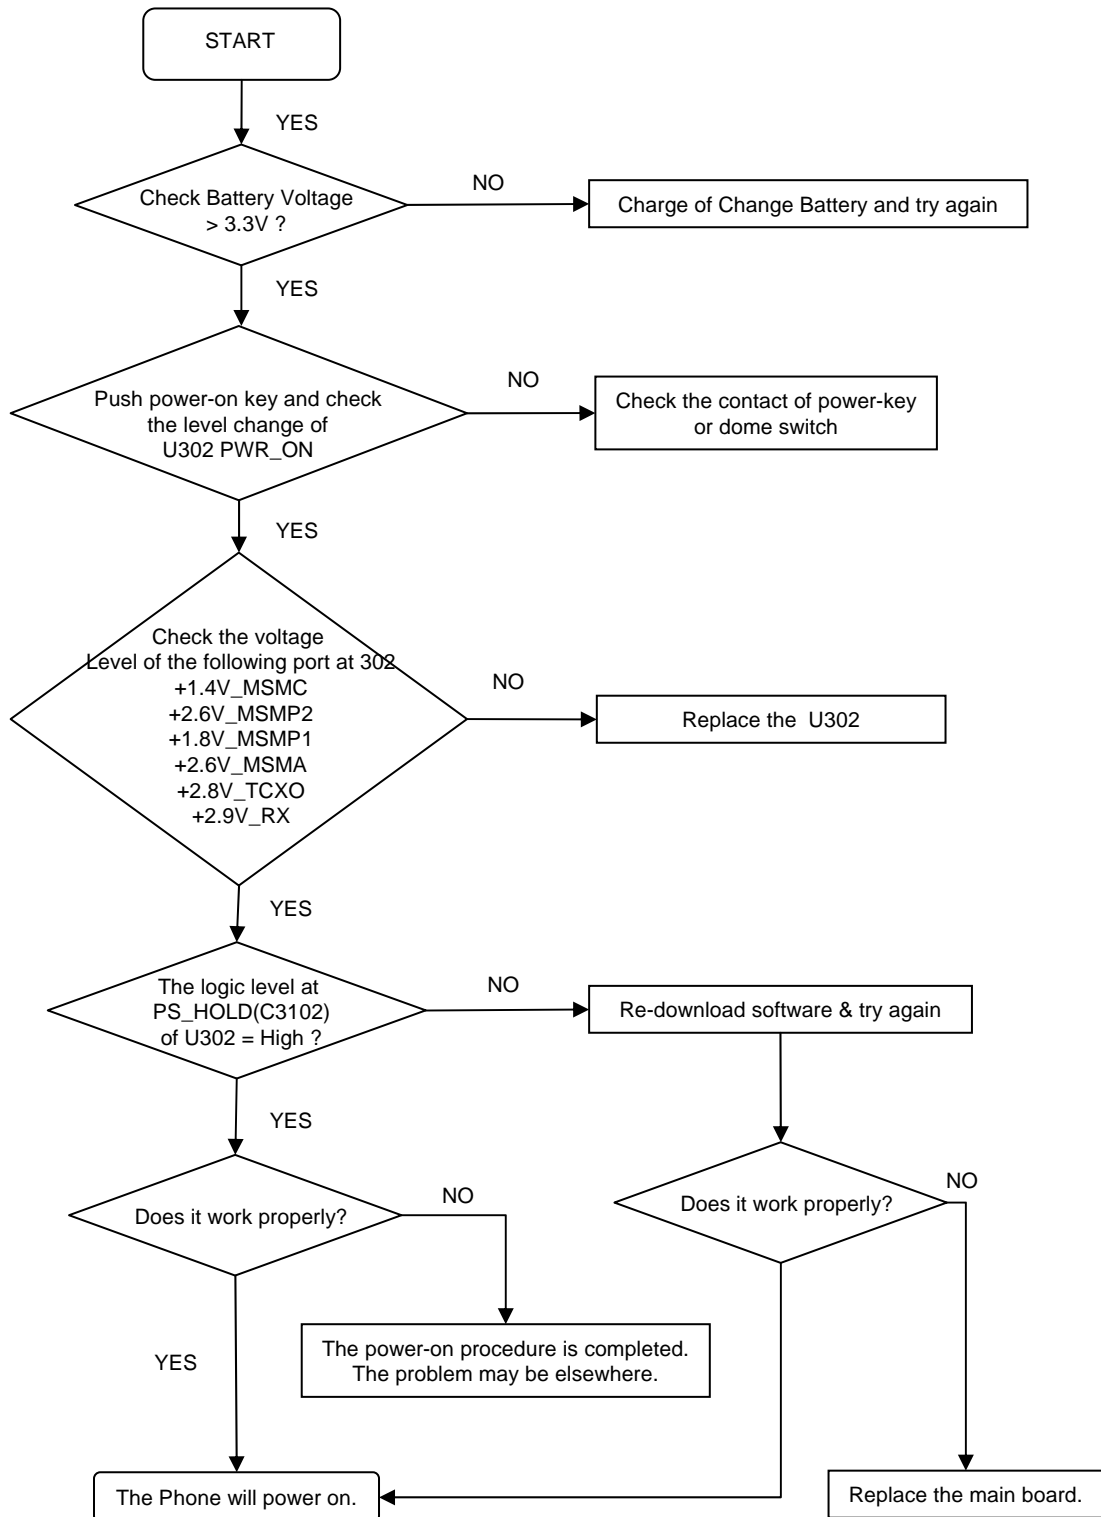 START
YES
Check Battery Voltage
> 3.3V ?
NO
Charge of Change Battery and try again
YES
Push power-on key and check
the level change of
U302 PWR_ON
NO
Check the contact of power-key
or dome switch
YES
Check the voltage
Level of the following port at 302
+1.4V_MSMC
+2.6V_MSMP2
+1.8V_MSMP1
+2.6V_MSMA
+2.8V_TCXO
+2.9V_RX
NO
Replace the  U302
YES
The logic level at
PS_HOLD(C3102)
of U302 = High ?
NO
Re-download software & try again
YES
Does it work properly?
NO
Does it work properly?
NO
The power-on procedure is completed.
The problem may be elsewhere.
YES
The Phone will power on.
Replace the main board.